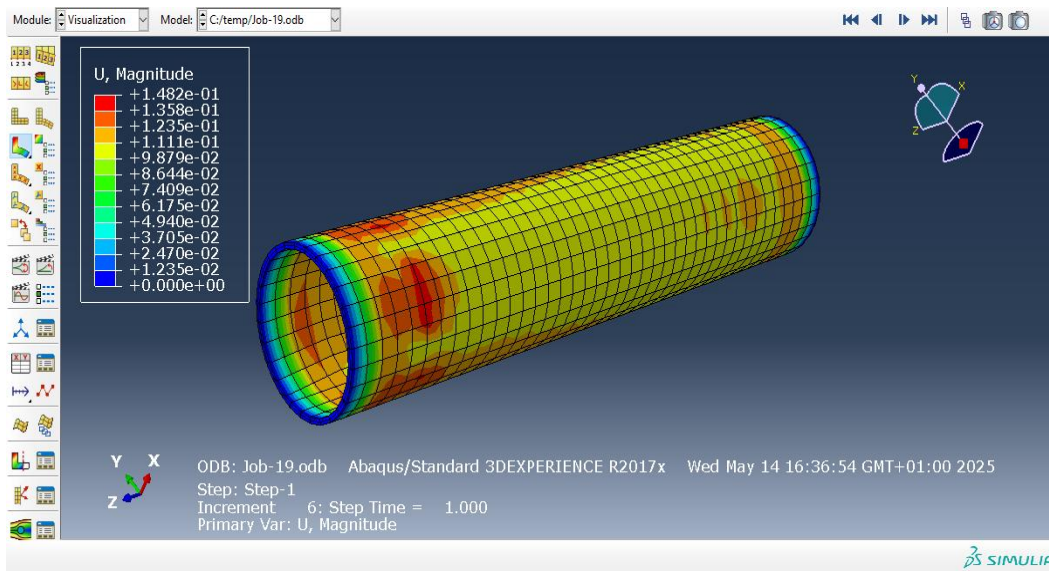 Module: Visualization Model: C:/temp/Job-19.odb
U, Magnitude
+1.482e-01
+1.358e-01
+1.235e-01
+1.111e-01
+9.879e-02
+8.644e-02
+7.409e-02
+6.175e-02
+4.940e-02
+3.705e-02
+2.470e-02
+1.235e-02
+0.000e+00
Y
X
Z
Y X
Z
ODB: Job-19.odb Abaqus/Standard 3DEXPERIENCE R2017x Wed May 14 16:36:54 GMT+01:00 2025
Step: Step-1
Increment 6: Step Time = 1.000
Primary Var: U, Magnitude
SIMULIA